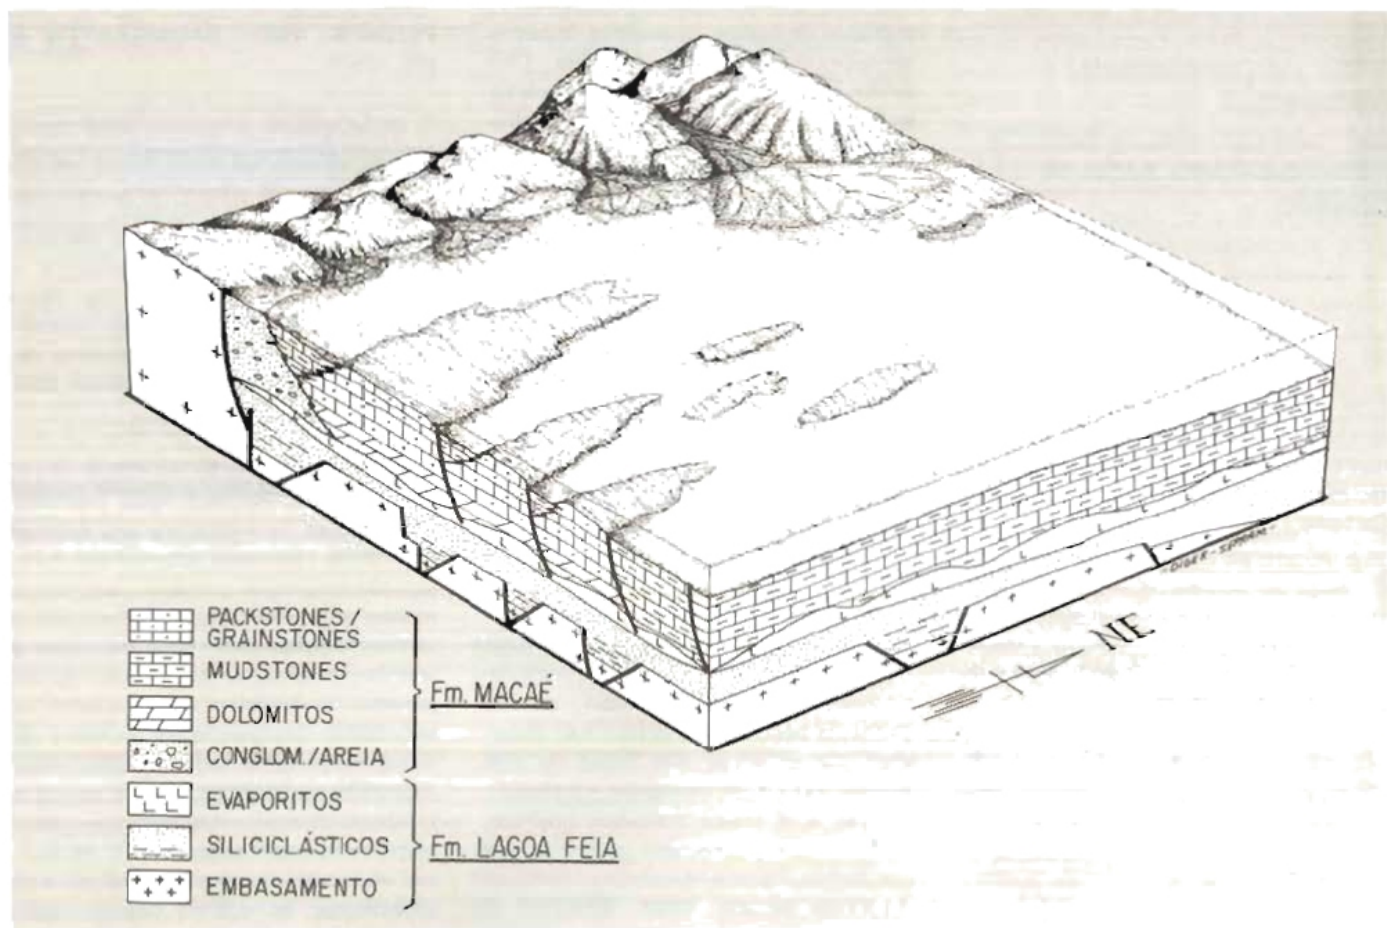 PACKSTONES /
GRAINSTONES
MUDSTONES
DOLOMITOS
CONGLOM./AREIA
Fm. MACAÉ
EVAPORITOS
SILICICLÁSTICOS
EMBASAMENTO
Fm. LAGOA FEIA
NE